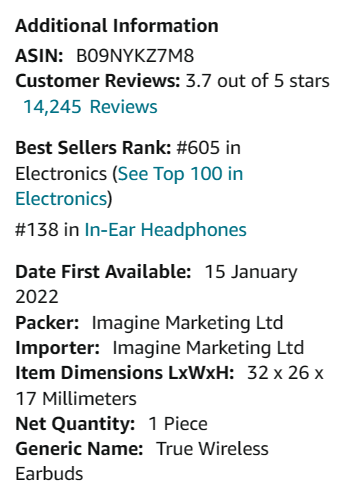 Additional Information
ASIN: B09NYKZ7M8
Customer Reviews: 3.7 out of 5 stars
14,245 Reviews
Best Sellers Rank: #605 in
Electronics (See Top 100 in
Electronics)
#138 in In-Ear Headphones
Date First Available: 15 January
2022
Packer: Imagine Marketing Ltd
Importer: Imagine Marketing Ltd
Item Dimensions LxWxH: 32 x 26 x
17 Millimeters
Net Quantity: 1 Piece
Generic Name: True Wireless
Earbuds